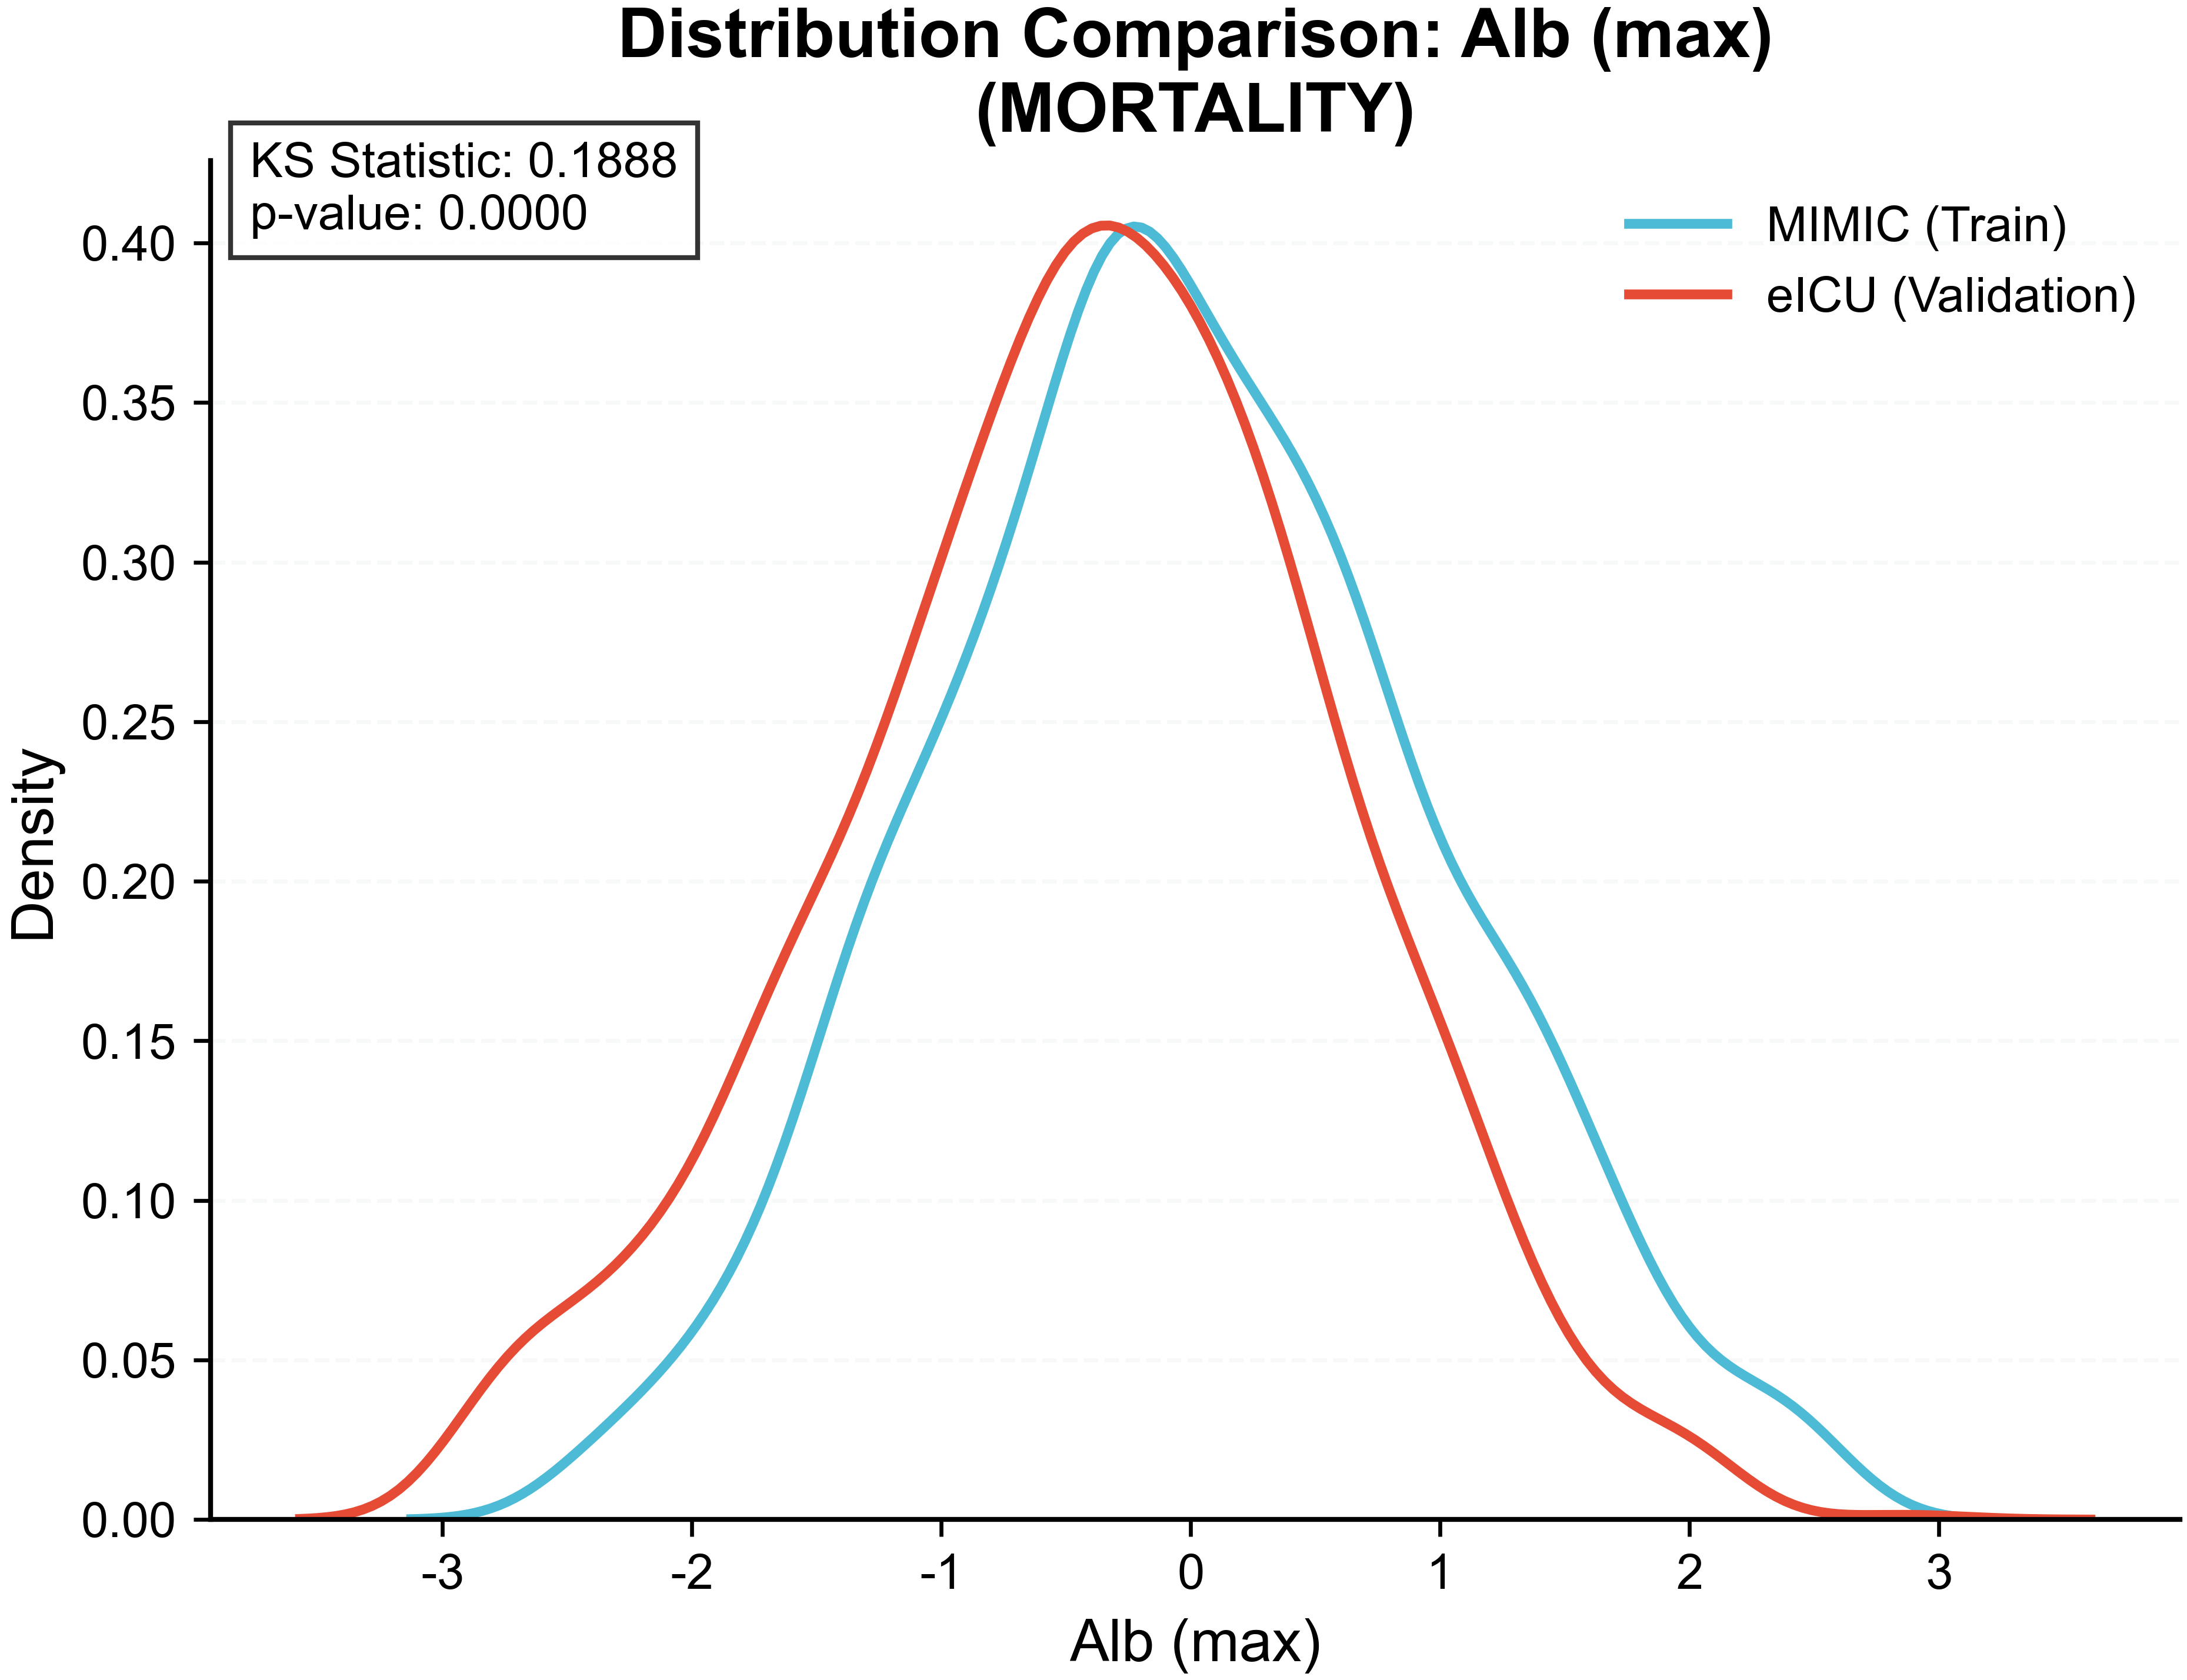 Distribution Comparison: Alb (max)
(MORTALITY)
KS Statistic: 0.1888
p-value: 0.0000
MIMIC (Train)
eICU (Validation)
0.40
0.35
0.30
0.25
0.20
0.15
0.10
0.05
0.00
Density
-3
-2
-1
0
1
2
3
Alb (max)